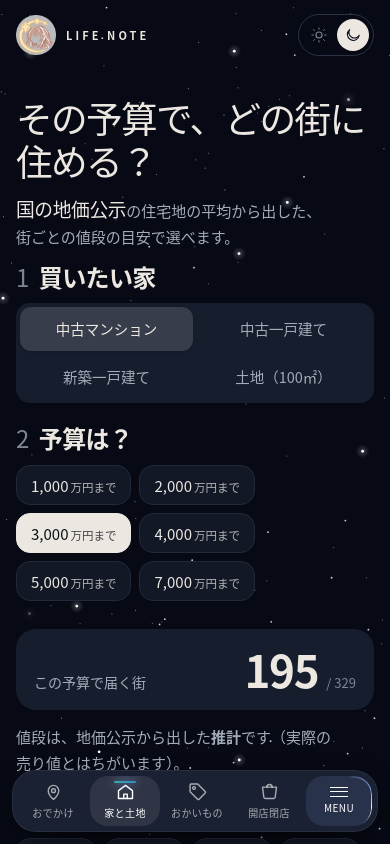 LIFE.NOTE
その予算で、どの街に
住める？
国の地価公示の住宅地の平均から出した、
街ごとの値段の目安で選べます。
1 買いたい家
中古マンション 中古一戸建て
新築一戸建て 土地（100㎡）
2 予算は？
1,000万円まで 2,000万円まで
3,000万円まで 4,000万円まで
5,000万円まで 7,000万円まで
この予算で届く街 195 / 329
値段は、地価公示から出した推計です（実際の
売り値とはちがいます）。
おでかけ 家と土地 おかいもの 開店閉店 MENU